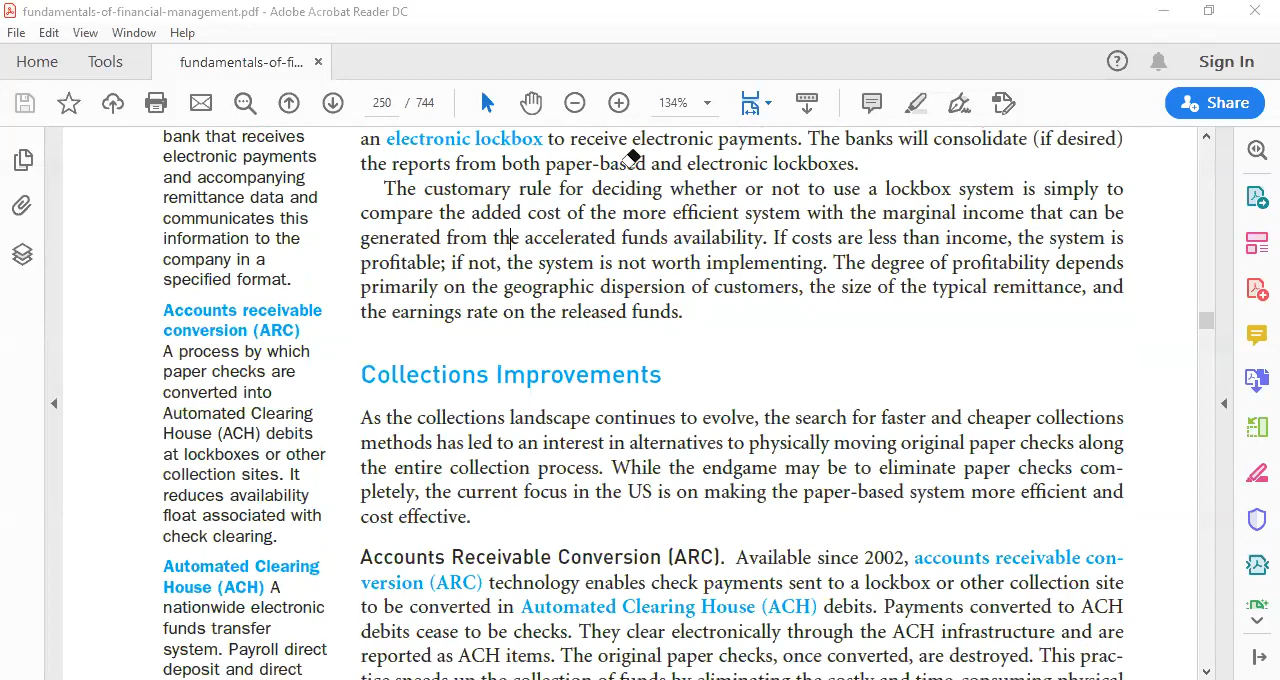 fundamentals-of-financial-management.pdf - Adobe Acrobat Reader DC
File Edit View Window Help
Home Tools fundamentals-of-fi... × Sign In
250 / 744 134% Share
bank that receives
electronic payments
and accompanying
remittance data and
communicates this
information to the
company in a
specified format.
Accounts receivable
conversion (ARC)
A process by which
paper checks are
converted into
Automated Clearing
House (ACH) debits
at lockboxes or other
collection sites. It
reduces availability
float associated with
check clearing.
Automated Clearing
House (ACH) A
nationwide electronic
funds transfer
system. Payroll direct
deposit and direct
an electronic lockbox to receive electronic payments. The banks will consolidate (if desired)
the reports from both paper-based and electronic lockboxes.
The customary rule for deciding whether or not to use a lockbox system is simply to
compare the added cost of the more efficient system with the marginal income that can be
generated from the accelerated funds availability. If costs are less than income, the system is
profitable; if not, the system is not worth implementing. The degree of profitability depends
primarily on the geographic dispersion of customers, the size of the typical remittance, and
the earnings rate on the released funds.
Collections Improvements
As the collections landscape continues to evolve, the search for faster and cheaper collections
methods has led to an interest in alternatives to physically moving original paper checks along
the entire collection process. While the endgame may be to eliminate paper checks com-
pletely, the current focus in the US is on making the paper-based system more efficient and
cost effective.
Accounts Receivable Conversion (ARC). Available since 2002, accounts receivable con-
version (ARC) technology enables check payments sent to a lockbox or other collection site
to be converted in Automated Clearing House (ACH) debits. Payments converted to ACH
debits cease to be checks. They clear electronically through the ACH infrastructure and are
reported as ACH items. The original paper checks, once converted, are destroyed. This prac-
tice speeds up the collection of funds by eliminating the costly and time-consuming physical